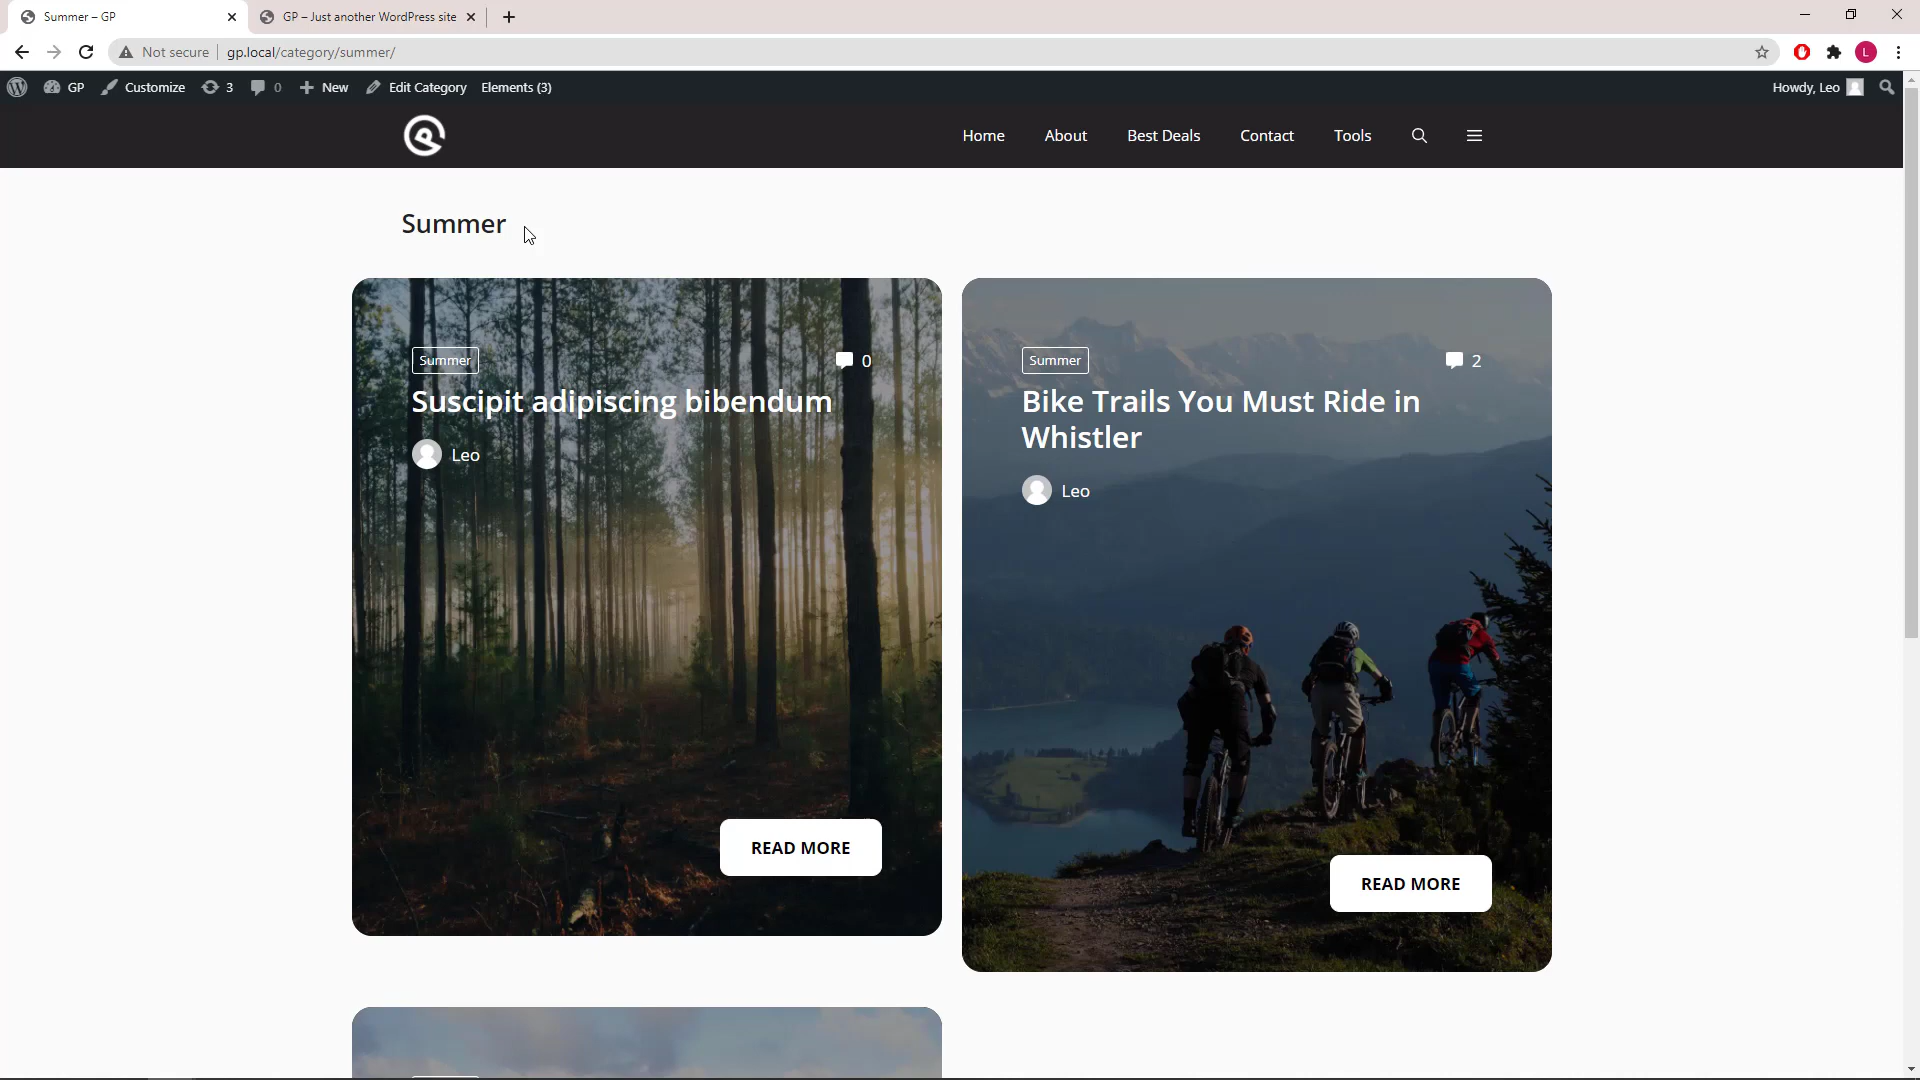 Summer – GP
GP – Just another WordPress site
Not secure
gp.local/category/summer/
L
GP
Customize
3
0
New
Edit Category
Elements (3)
Howdy, Leo
Home
About
Best Deals
Contact
Tools
Summer
Summer
0
Suscipit adipiscing bibendum
Leo
READ MORE
Summer
2
Bike Trails You Must Ride in
Whistler
Leo
READ MORE